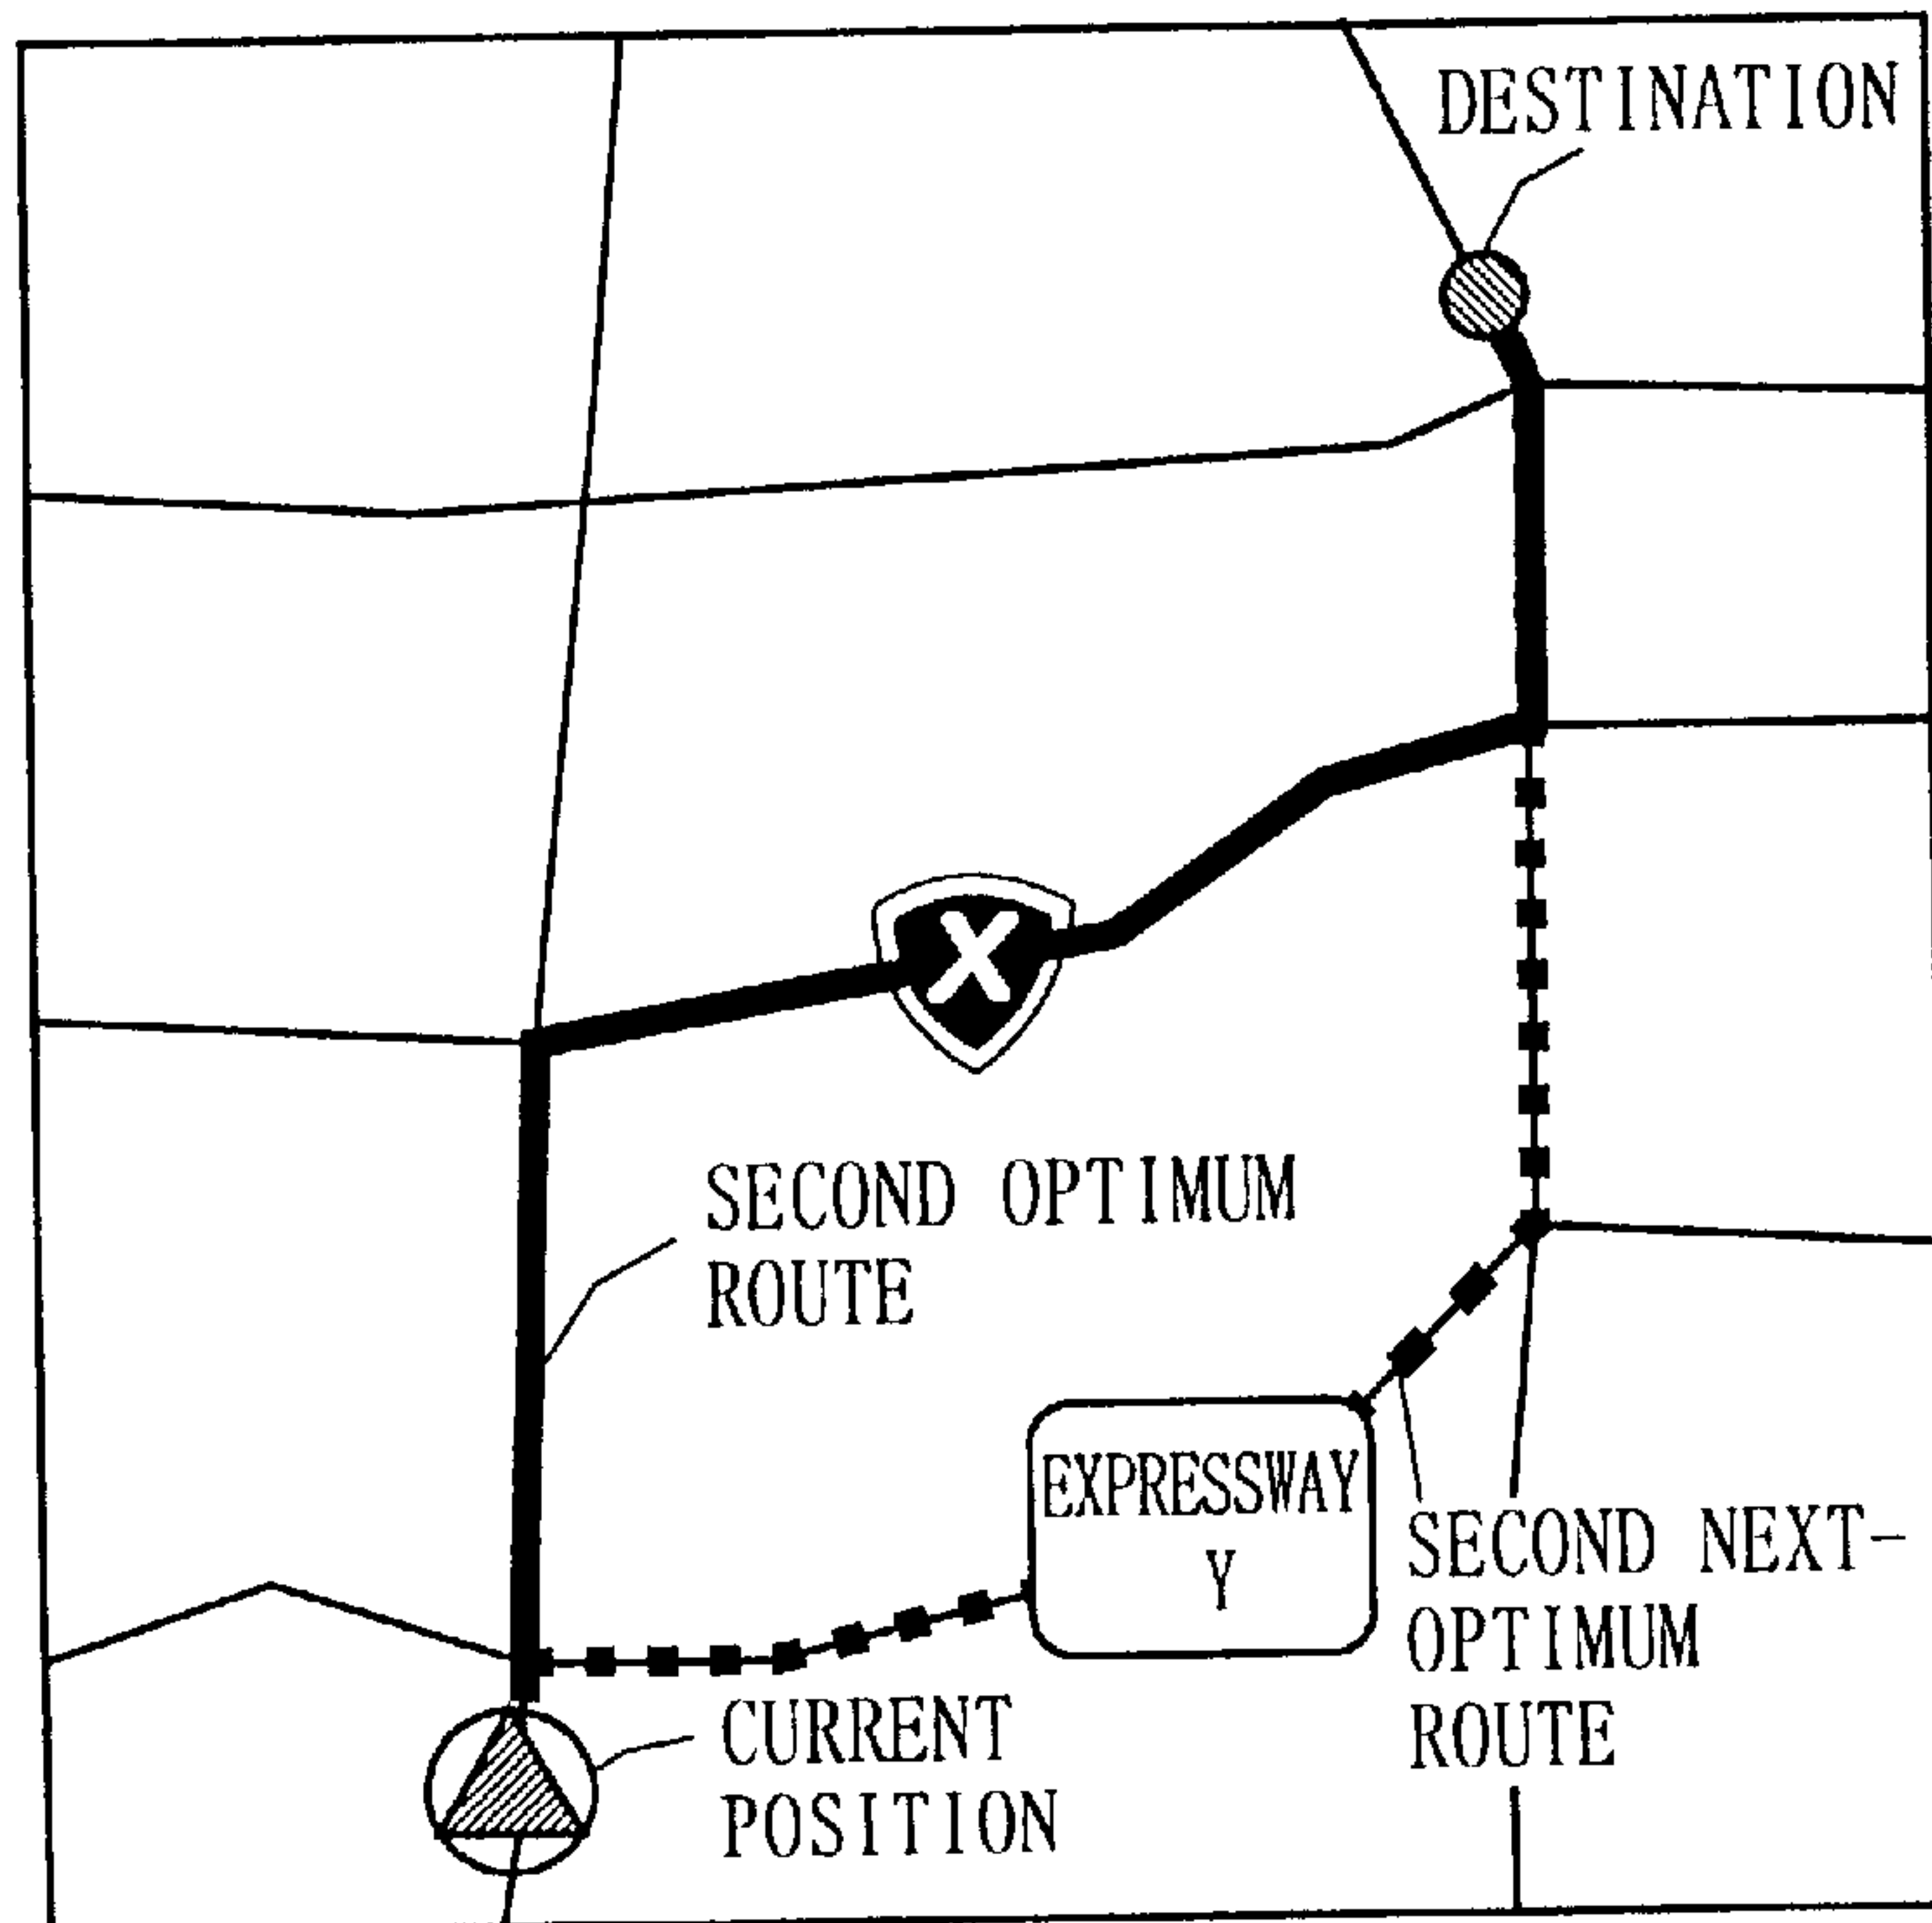 DESTINATION
X
SECOND OPTIMUM
ROUTE
EXPRESSWAY
Y
SECOND NEXT-
OPTIMUM
ROUTE
CURRENT
POSITION